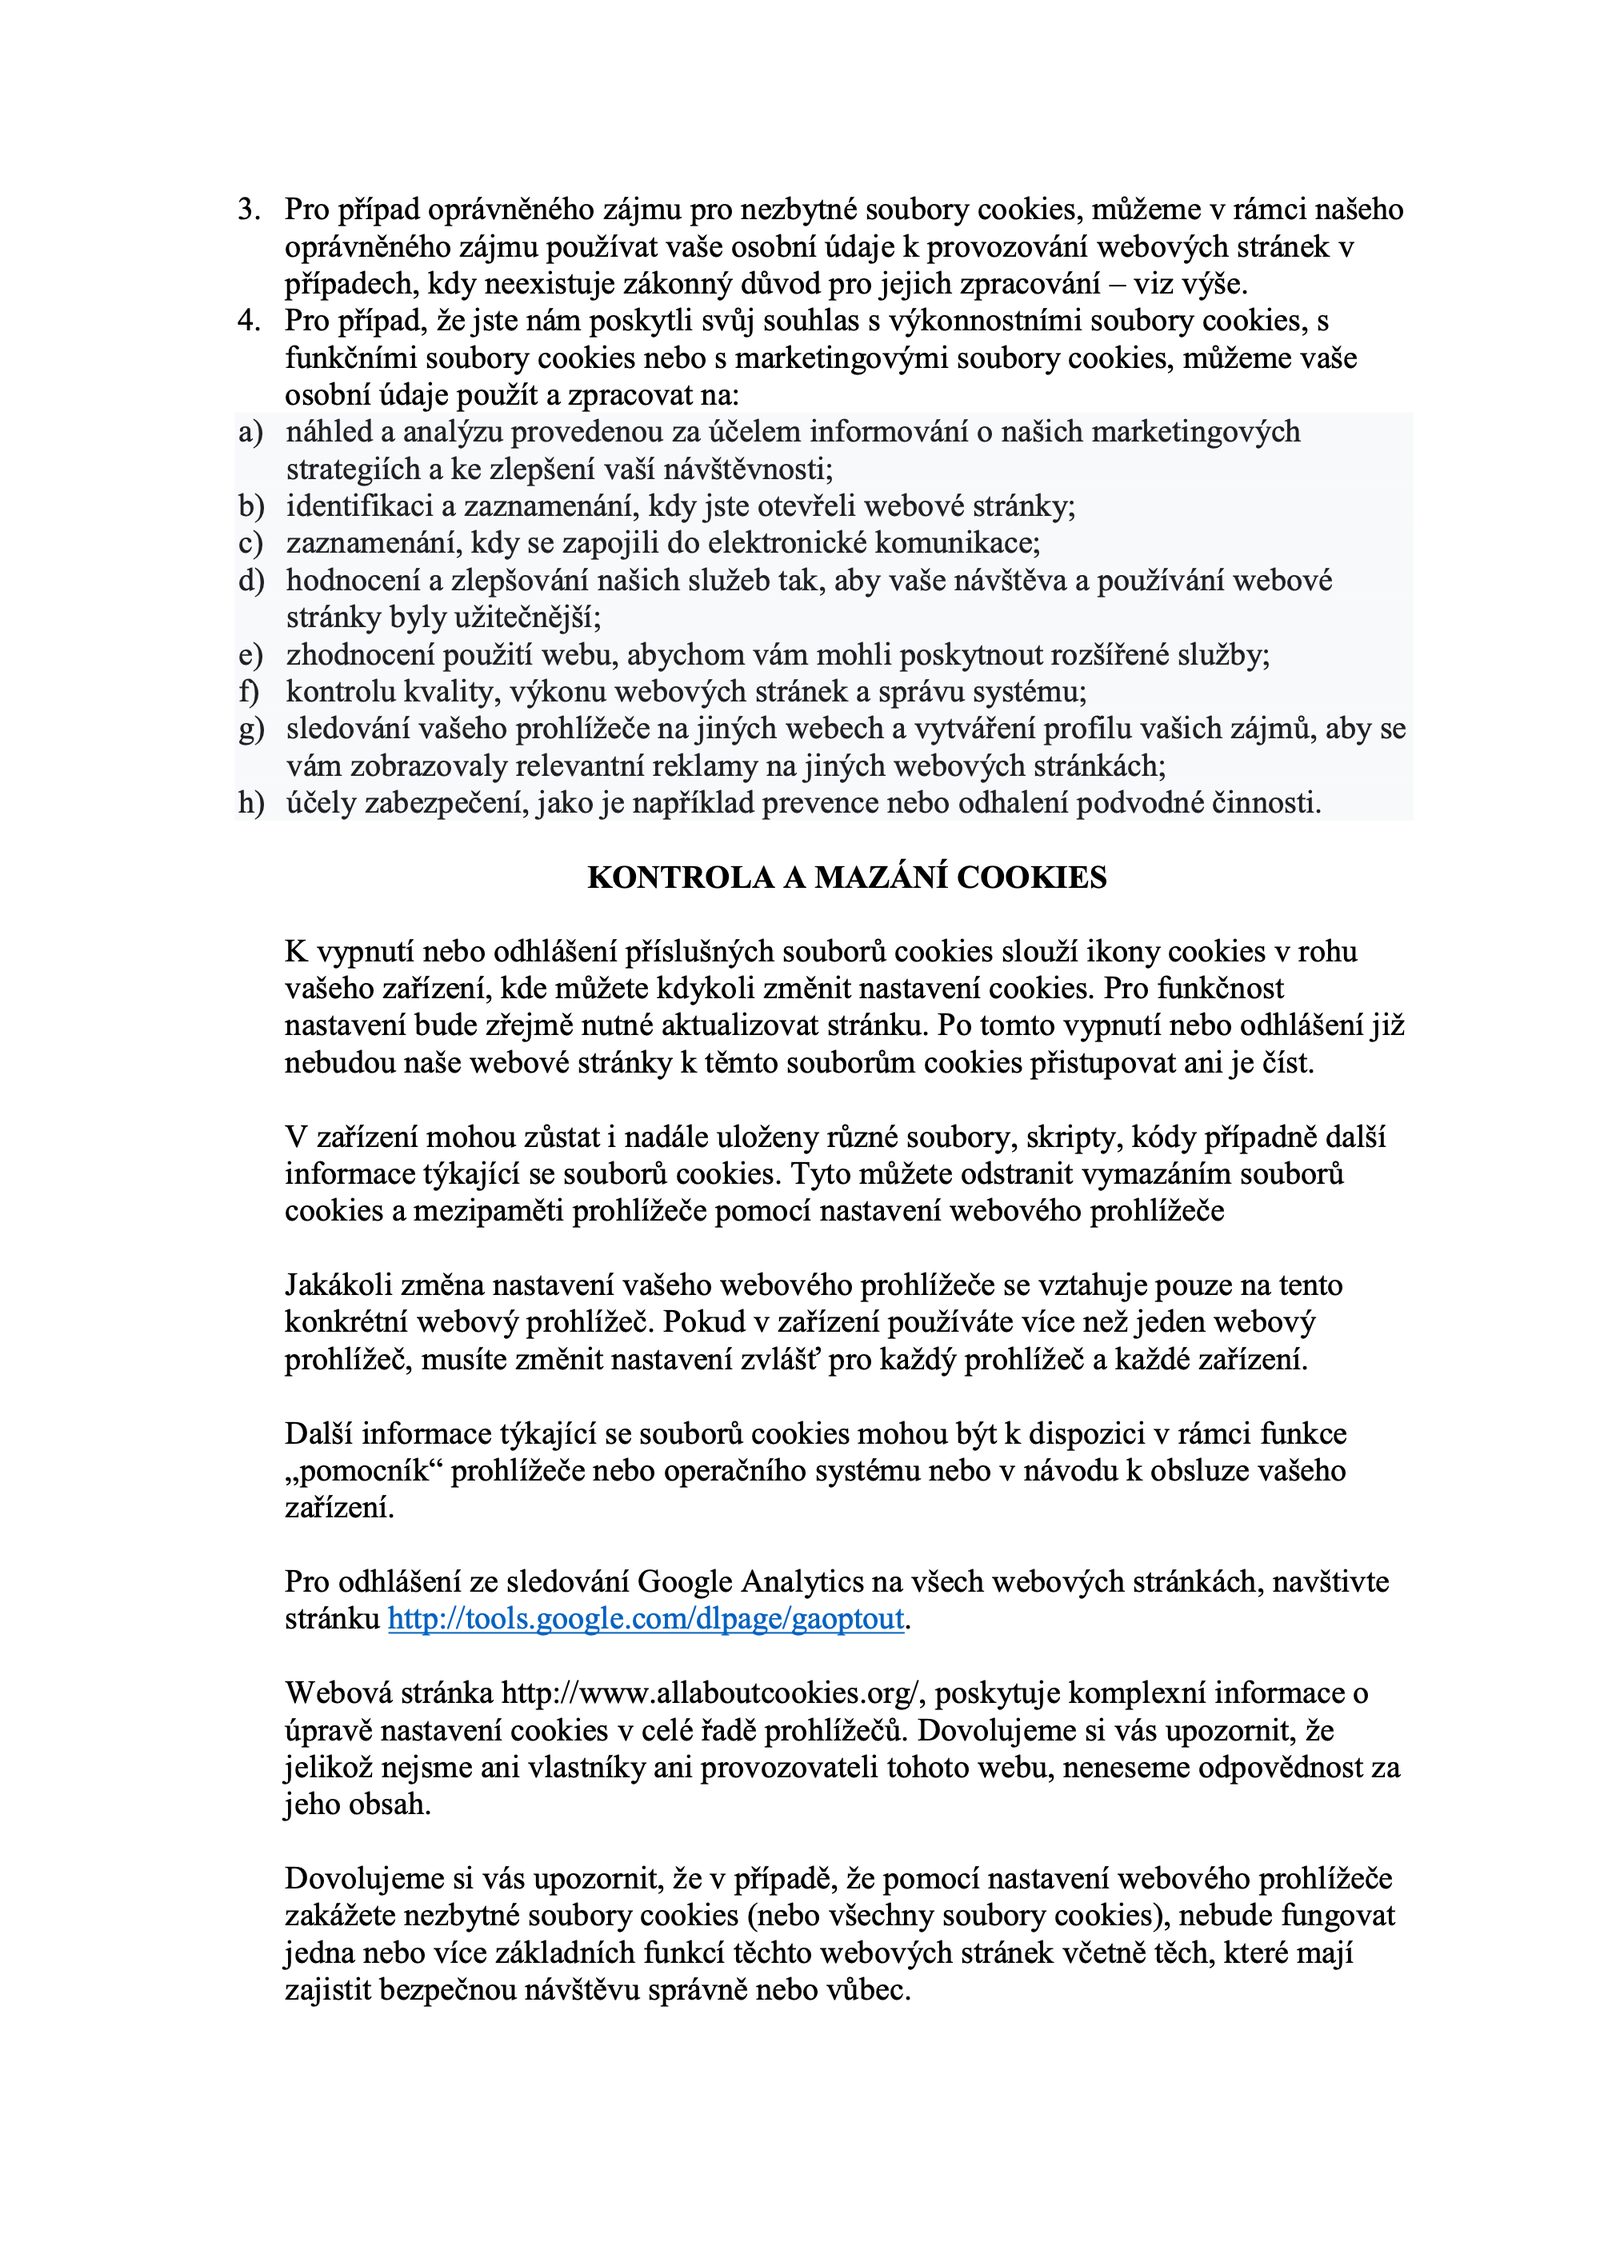 3. Pro případ oprávněného zájmu pro nezbytné soubory cookies, můžeme v rámci našeho
oprávněného zájmu používat vaše osobní údaje k provozování webových stránek v
případech, kdy neexistuje zákonný důvod pro jejich zpracování – viz výše.
4. Pro případ, že jste nám poskytli svůj souhlas s výkonnostními soubory cookies, s
funkčními soubory cookies nebo s marketingovými soubory cookies, můžeme vaše
osobní údaje použít a zpracovat na:
a) náhled a analýzu provedenou za účelem informování o našich marketingových
strategiích a ke zlepšení vaší návštěvnosti;
b) identifikaci a zaznamenání, kdy jste otevřeli webové stránky;
c) zaznamenání, kdy se zapojili do elektronické komunikace;
d) hodnocení a zlepšování našich služeb tak, aby vaše návštěva a používání webové
stránky byly užitečnější;
e) zhodnocení použití webu, abychom vám mohli poskytnout rozšířené služby;
f) kontrolu kvality, výkonu webových stránek a správu systému;
g) sledování vašeho prohlížeče na jiných webech a vytváření profilu vašich zájmů, aby se
vám zobrazovaly relevantní reklamy na jiných webových stránkách;
h) účely zabezpečení, jako je například prevence nebo odhalení podvodné činnosti.
KONTROLA A MAZÁNÍ COOKIES
K vypnutí nebo odhlášení příslušných souborů cookies slouží ikony cookies v rohu
vašeho zařízení, kde můžete kdykoli změnit nastavení cookies. Pro funkčnost
nastavení bude zřejmě nutné aktualizovat stránku. Po tomto vypnutí nebo odhlášení již
nebudou naše webové stránky k těmto souborům cookies přistupovat ani je číst.
V zařízení mohou zůstat i nadále uloženy různé soubory, skripty, kódy případně další
informace týkající se souborů cookies. Tyto můžete odstranit vymazáním souborů
cookies a mezipaměti prohlížeče pomocí nastavení webového prohlížeče
Jakákoli změna nastavení vašeho webového prohlížeče se vztahuje pouze na tento
konkrétní webový prohlížeč. Pokud v zařízení používáte více než jeden webový
prohlížeč, musíte změnit nastavení zvlášť pro každý prohlížeč a každé zařízení.
Další informace týkající se souborů cookies mohou být k dispozici v rámci funkce
„pomocník“ prohlížeče nebo operačního systému nebo v návodu k obsluze vašeho
zařízení.
Pro odhlášení ze sledování Google Analytics na všech webových stránkách, navštivte
stránku http://tools.google.com/dlpage/gaoptout.
Webová stránka http://www.allaboutcookies.org/, poskytuje komplexní informace o
úpravě nastavení cookies v celé řadě prohlížečů. Dovolujeme si vás upozornit, že
jelikož nejsme ani vlastníky ani provozovateli tohoto webu, neneseme odpovědnost za
jeho obsah.
Dovolujeme si vás upozornit, že v případě, že pomocí nastavení webového prohlížeče
zakážete nezbytné soubory cookies (nebo všechny soubory cookies), nebude fungovat
jedna nebo více základních funkcí těchto webových stránek včetně těch, které mají
zajistit bezpečnou návštěvu správně nebo vůbec.